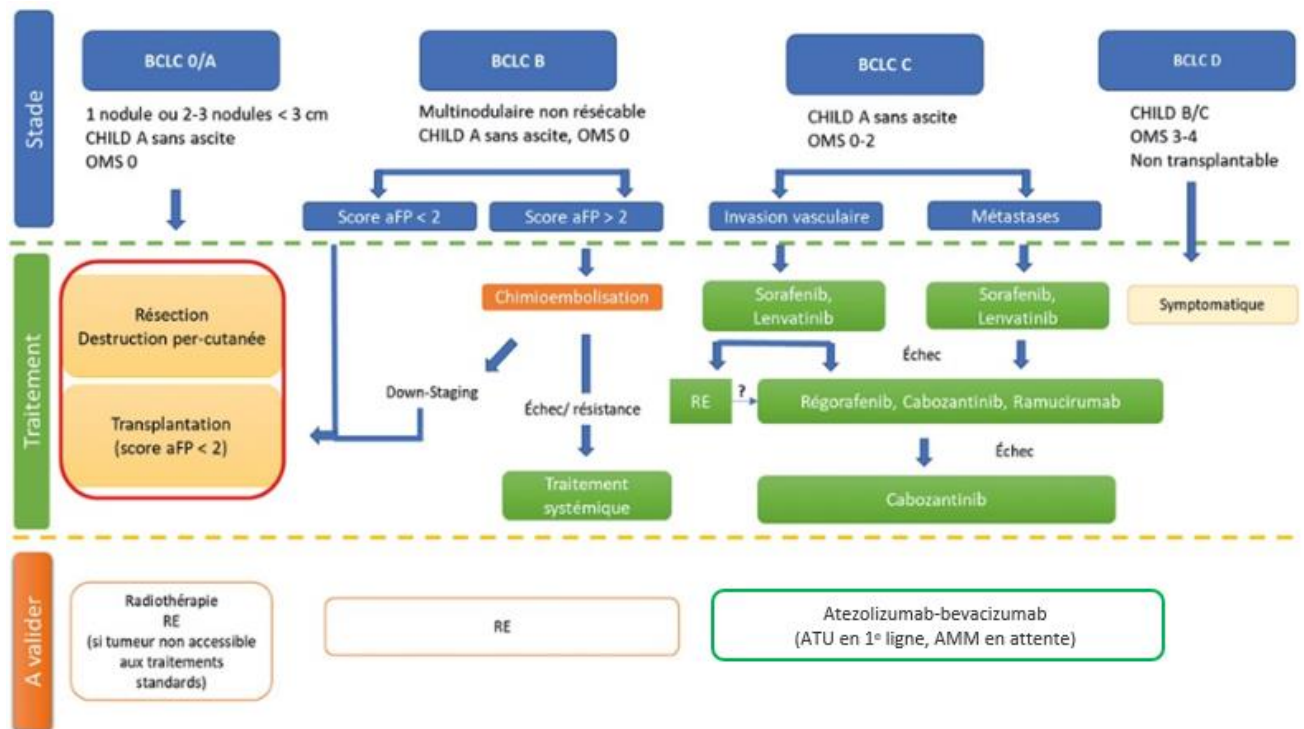 Stade
BCLC 0/A
1 nodule ou 2-3 nodules < 3 cm
CHILD A sans ascite
OMS 0
BCLC B
Multinodulaire non résécable
CHILD A sans ascite, OMS 0
Score aFP < 2
Score aFP > 2
BCLC C
CHILD A sans ascite
OMS 0-2
Invasion vasculaire
Métastases
BCLC D
CHILD B/C
OMS 3-4
Non transplantable
Traitement
Résection
Destruction per-cutanée
Transplantation
(score aFP < 2)
Chimioembolisation
Down-Staging
Échec/ résistance
Traitement
systémique
Sorafenib,
Lenvatinib
Sorafenib,
Lenvatinib
Échec
RE
?
Régorafenib, Cabozantinib, Ramucirumab
Échec
Cabozantinib
Symptomatique
A valider
Radiothérapie
RE
(si tumeur non accessible
aux traitements
standards)
RE
Atezolizumab-bevacizumab
(ATU en 1e ligne, AMM en attente)